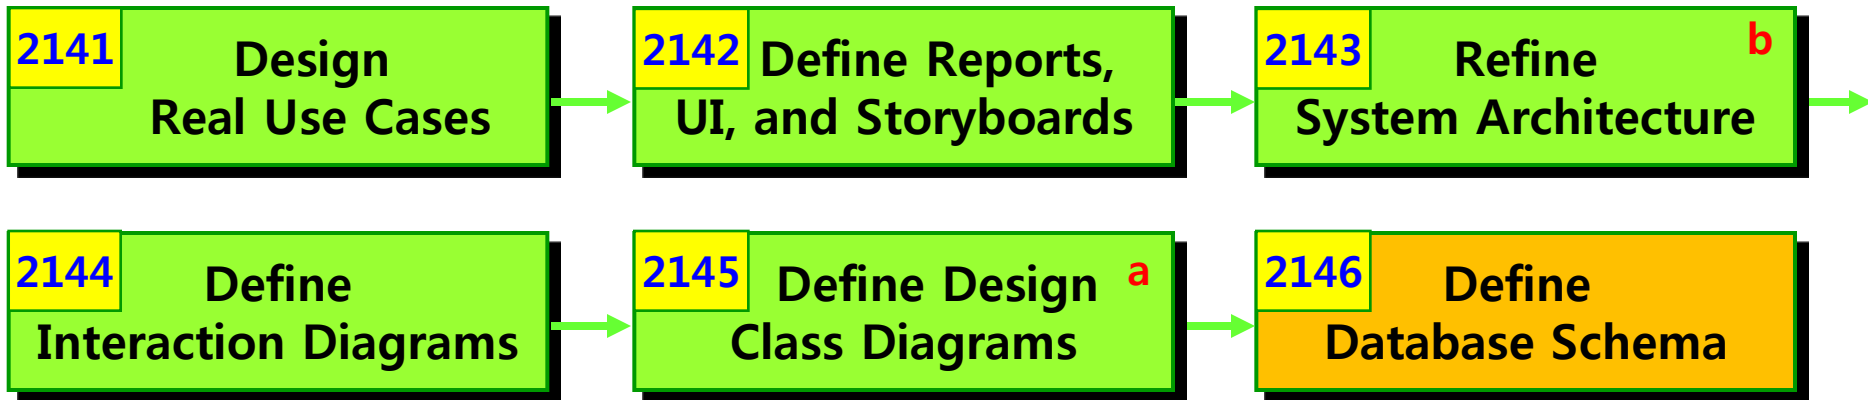 2141
Design
Real Use Cases
2142
Define Reports,
UI, and Storyboards
2143
Refine
b
System Architecture
2144
Define
Interaction Diagrams
2145
Define Design
a
Class Diagrams
2146
Define
Database Schema